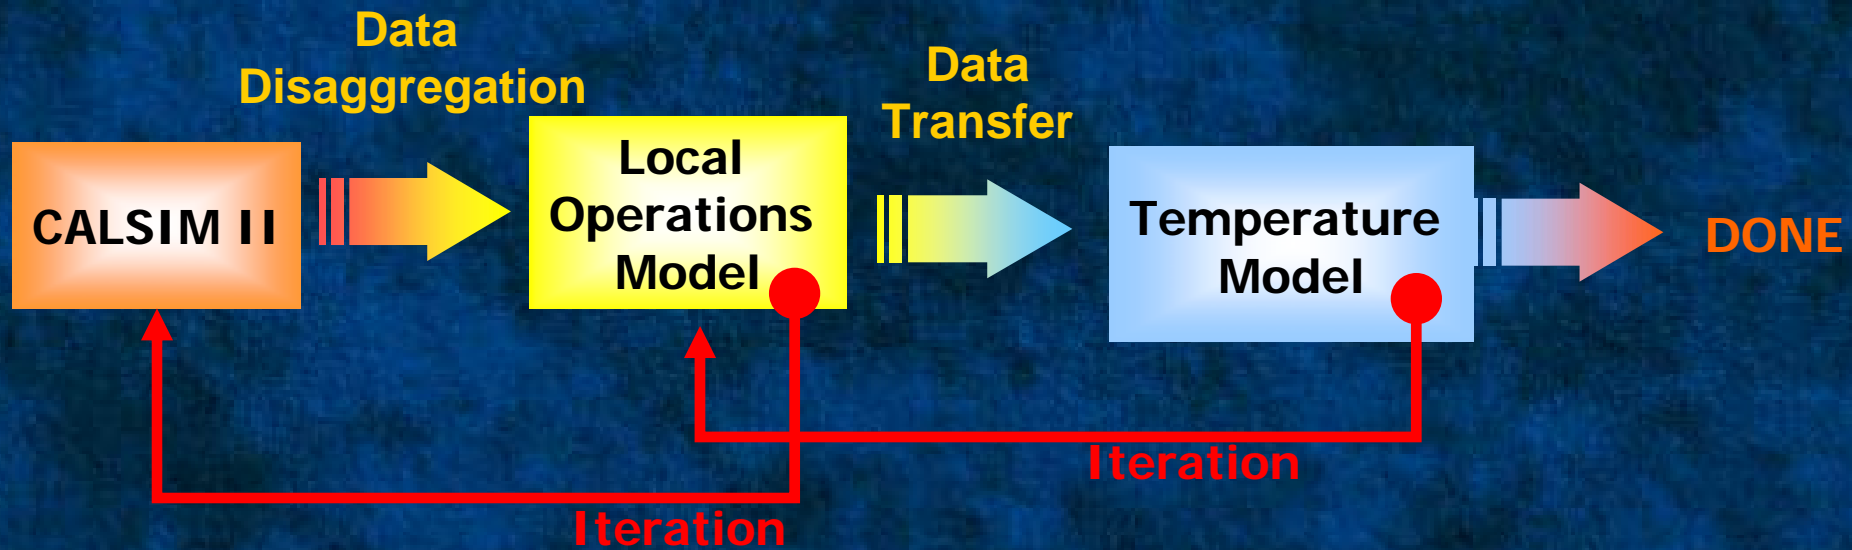 Data
Disaggregation
Data
Transfer
CALSIM II
Local
Operations
Model
Temperature
Model
DONE
Iteration
Iteration